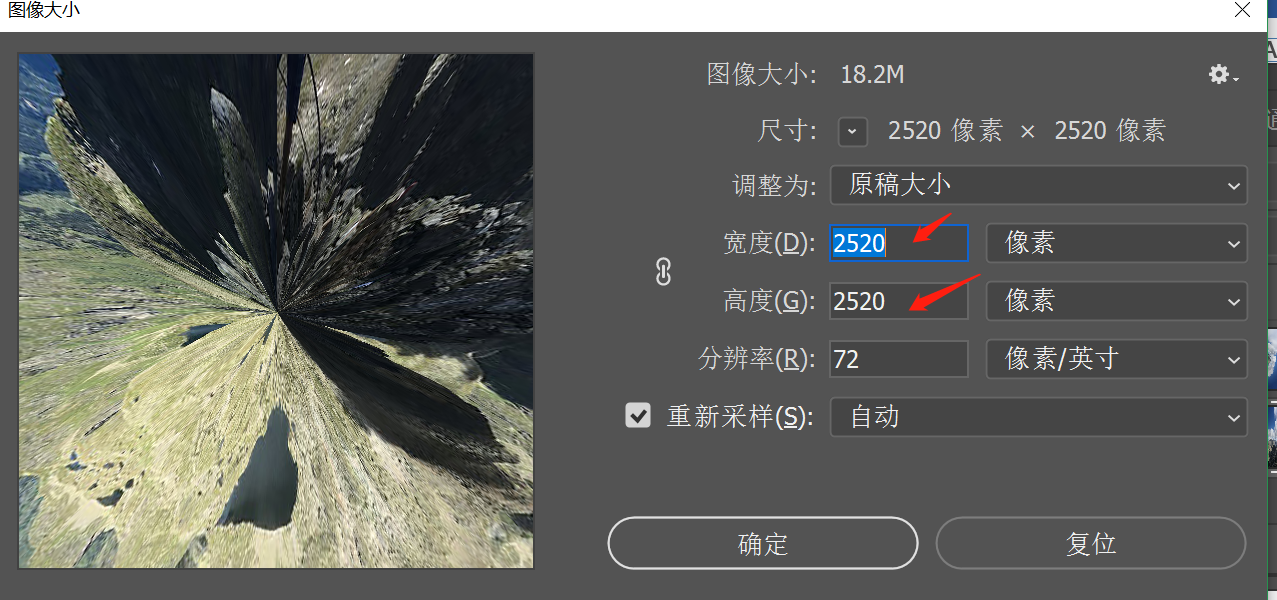 图像大小
图像大小: 18.2M
尺寸: 2520 像素 × 2520 像素
调整为: 原稿大小
宽度(D): 2520 像素
高度(G): 2520 像素
分辨率(R): 72 像素/英寸
重新采样(S): 自动
确定 复位